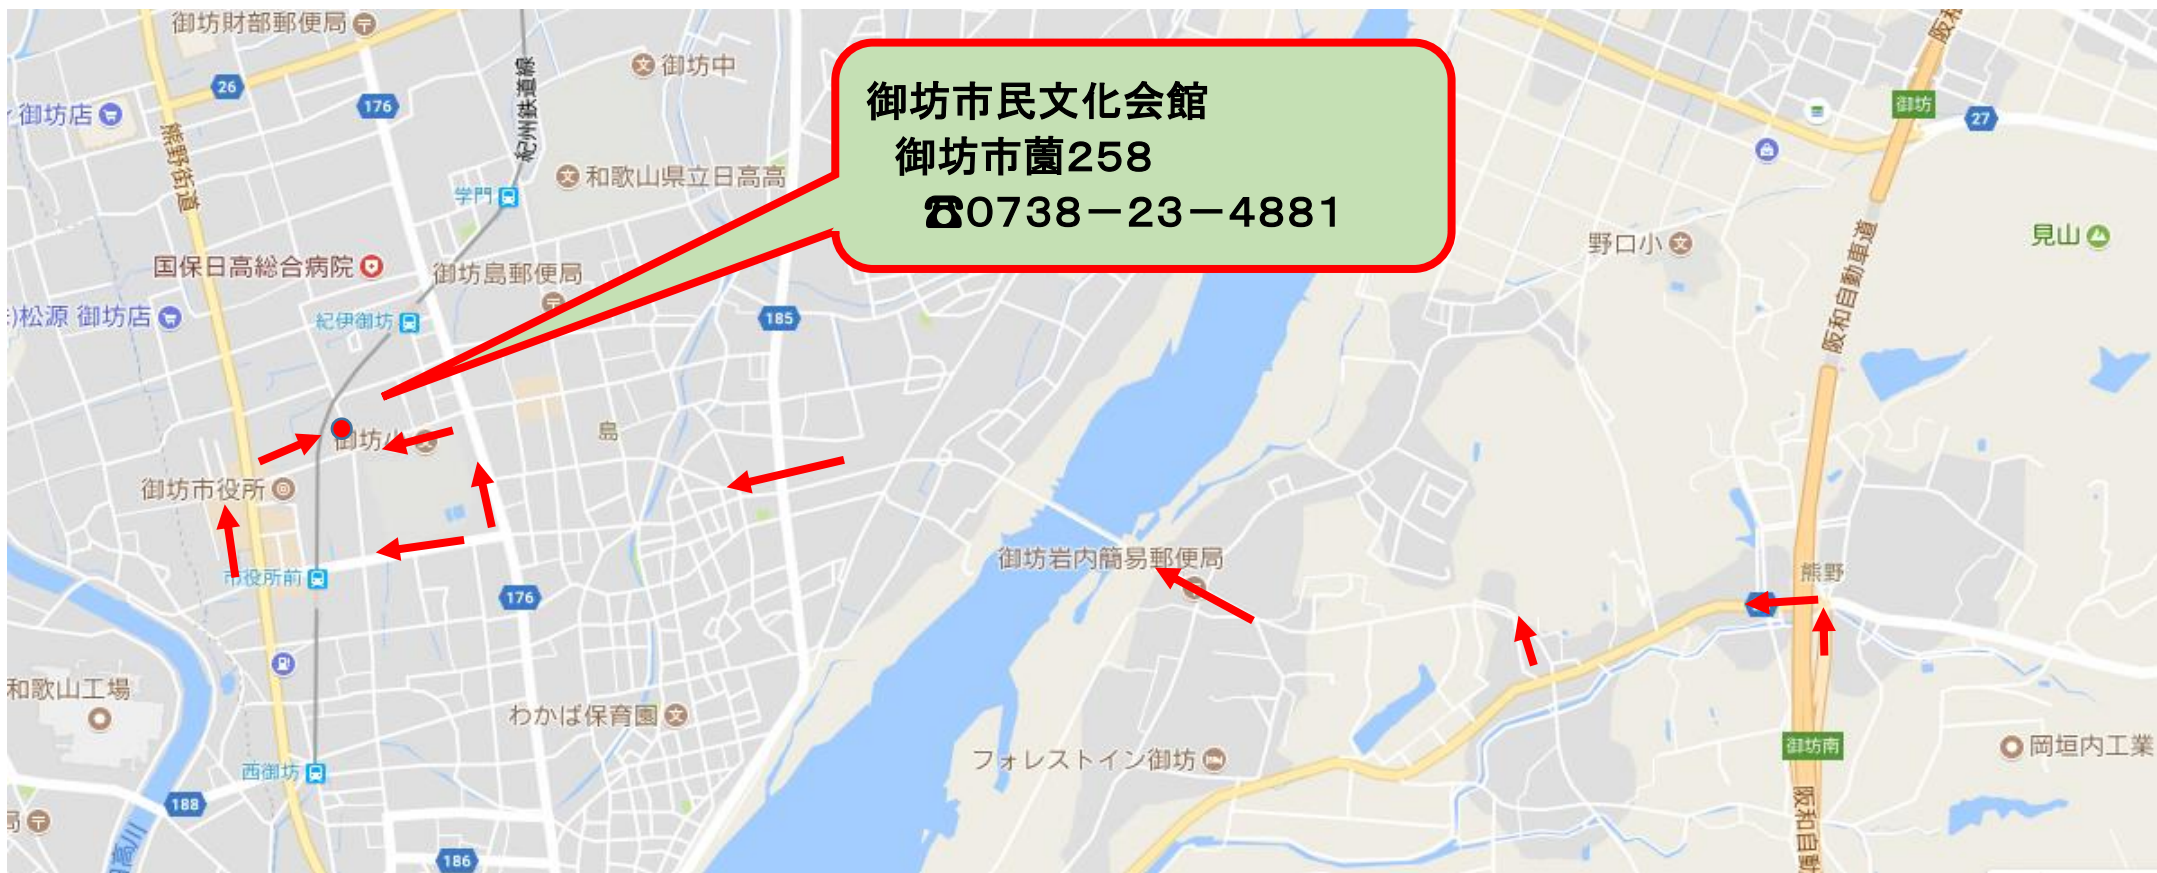 御坊財部郵便局
御坊中
御坊市民文化会館
御坊市薗258
☎0738－23－4881
26
176
紀州鉄道線
御坊店
熊野街道
和歌山県立日高高
学門
御坊
27
野口小
見山
阪和自動車道
国保日高総合病院
御坊島郵便局
松源 御坊店
紀伊御坊
185
島
御坊市役所
御坊岩内簡易郵便局
市役所前
176
熊野
和歌山工場
わかば保育園
フォレストイン御坊
御坊南
岡垣内工業
西御坊
188
186
阪和自動